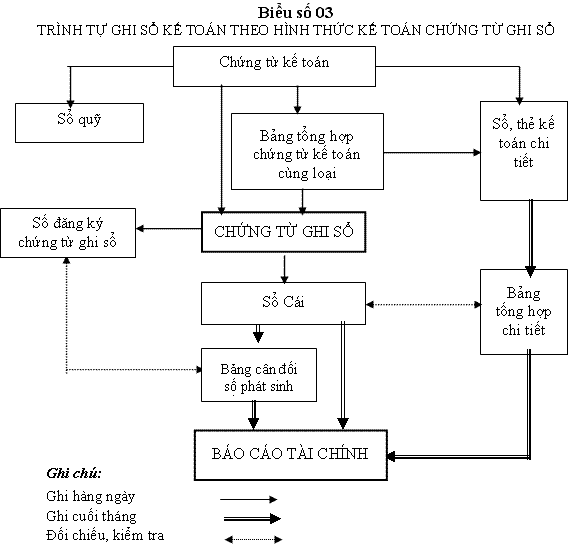 Biểu số 03
TRÌNH TỰ GHI SỔ KẾ TOÁN THEO HÌNH THỨC KẾ TOÁN CHỨNG TỪ GHI SỔ
Chứng từ kế toán
Sổ quỹ
Bảng tổng hợp
chứng từ kế toán
cùng loại
Sổ, thẻ kế
toán chi
tiết
Sổ đăng ký
chứng từ ghi sổ
CHỨNG TỪ GHI SỔ
Sổ Cái
Bảng
tổng hợp
chi tiết
Bảng cân đối
số phát sinh
BÁO CÁO TÀI CHÍNH
Ghi chú:
Ghi hàng ngày
Ghi cuối tháng
Đối chiếu, kiểm tra